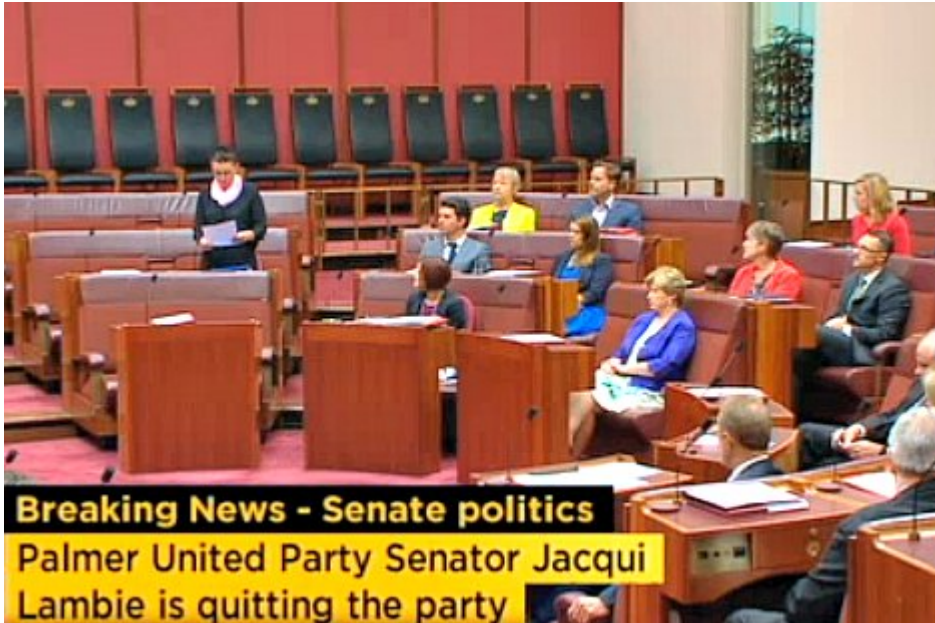 Breaking News - Senate politics
Palmer United Party Senator Jacqui
Lambie is quitting the party